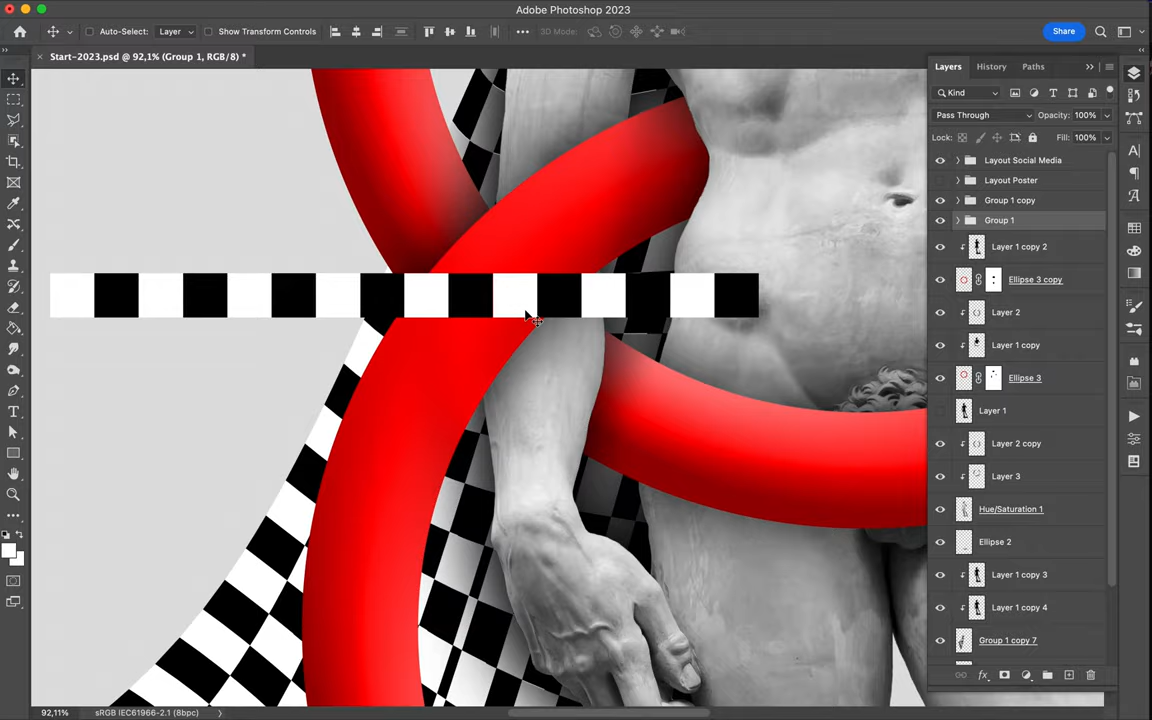 Adobe Photoshop 2023
Auto-Select: Layer Show Transform Controls 3D Mode: Share
Start-2023.psd @ 92,1% (Group 1, RGB/8) *
Layers History Paths
Kind
Pass Through Opacity: 100%
Lock: Fill: 100%
Layout Social Media
Layout Poster
Group 1 copy
Group 1
Layer 1 copy 2
Ellipse 3 copy
Layer 2
Layer 1 copy
Ellipse 3
Layer 1
Layer 2 copy
Layer 3
Hue/Saturation 1
Ellipse 2
Layer 1 copy 3
Layer 1 copy 4
Group 1 copy 7
92,11% sRGB IEC61966-2.1 (8bpc)